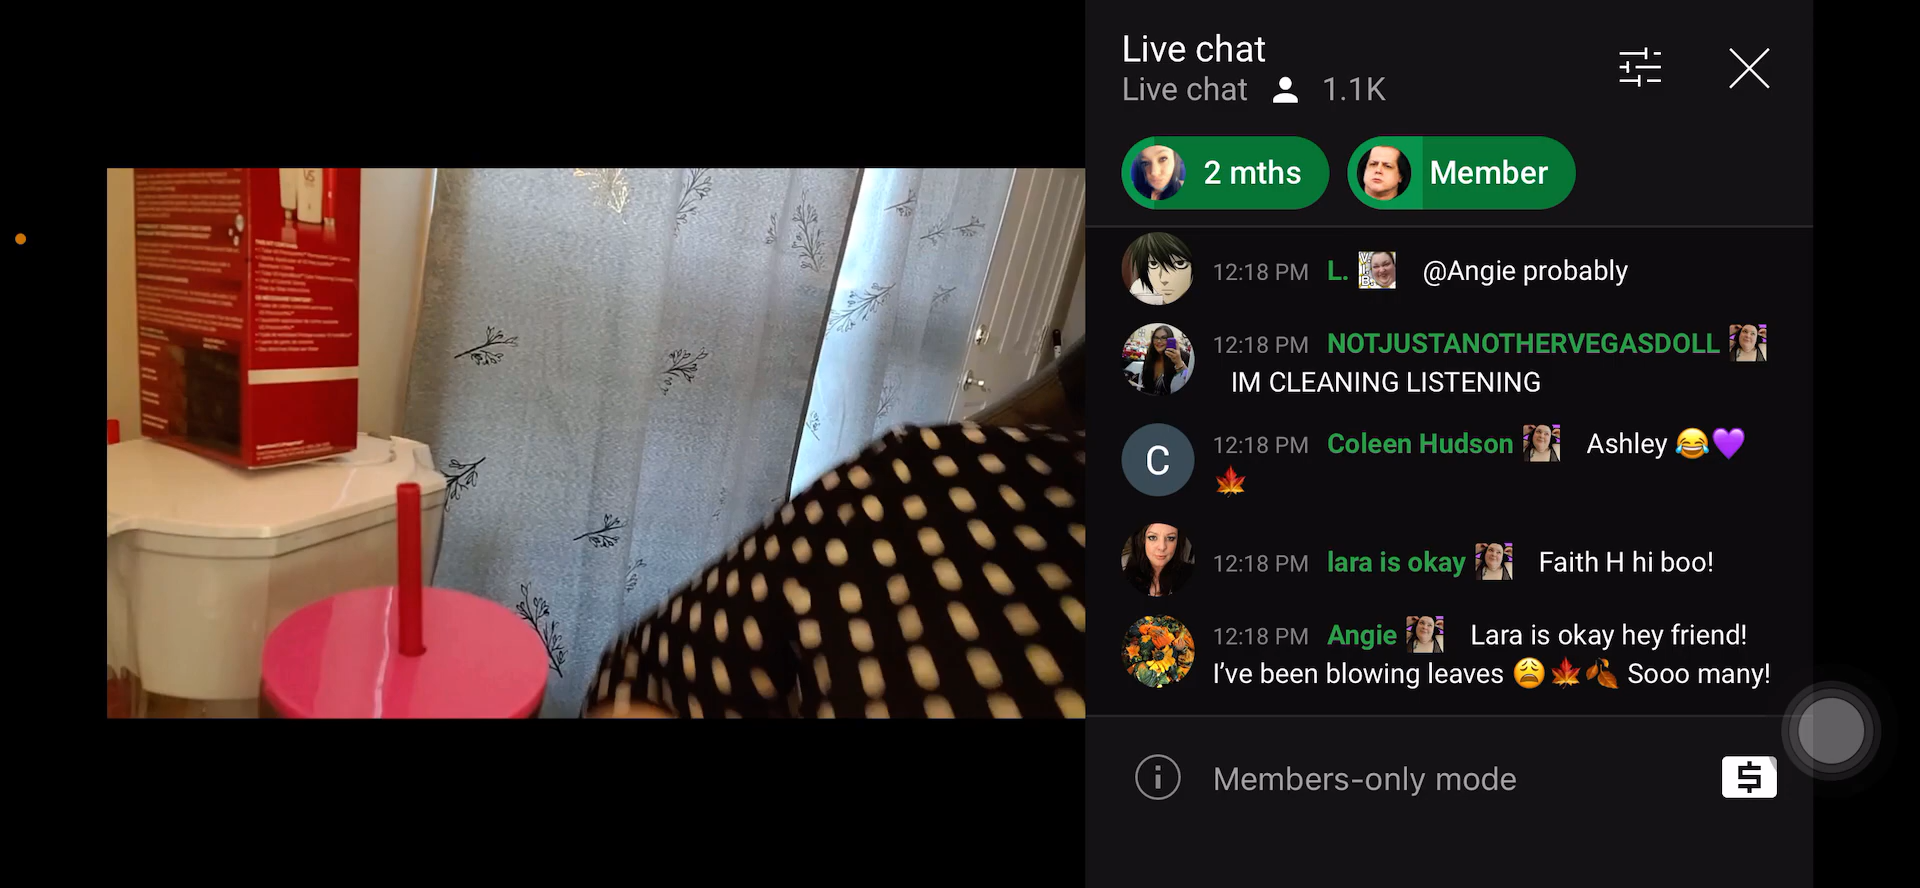 Live chat
Live chat 1.1K
2 mths Member
12:18 PM L. @Angie probably
12:18 PM NOTJUSTANOTHERVEGASDOLL
IM CLEANING LISTENING
C 12:18 PM Coleen Hudson Ashley 😂💜
🍁
12:18 PM lara is okay Faith H hi boo!
12:18 PM Angie Lara is okay hey friend!
I’ve been blowing leaves 😩🍁🍂 Sooo many!
Members-only mode